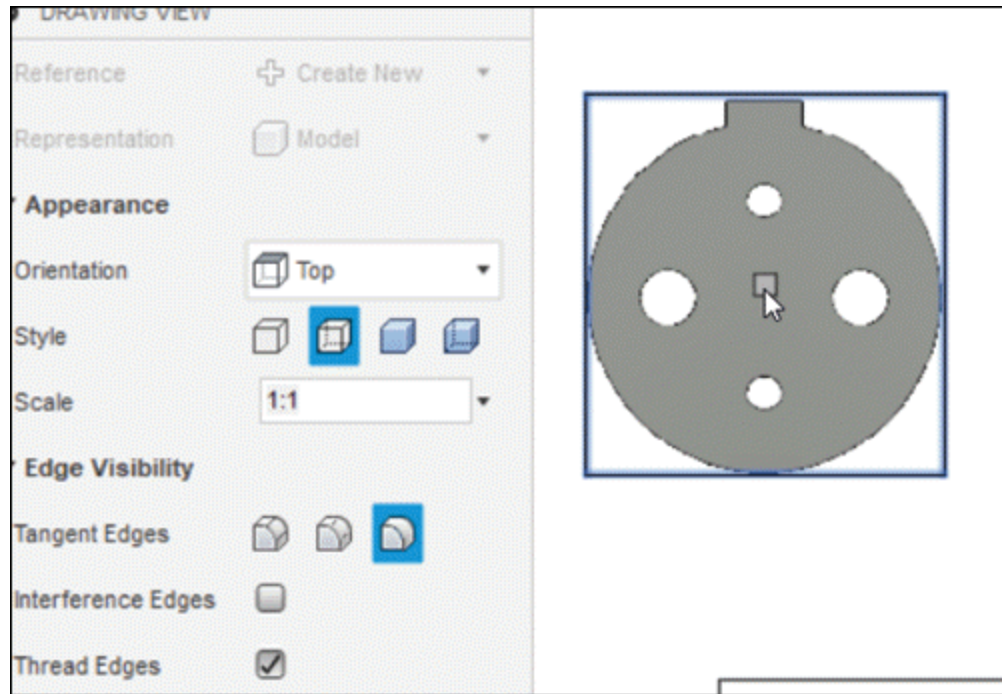 DRAWING VIEW
Reference Create New
Representation Model
Appearance
Orientation Top
Style
Scale 1:1
Edge Visibility
Tangent Edges
Interference Edges
Thread Edges